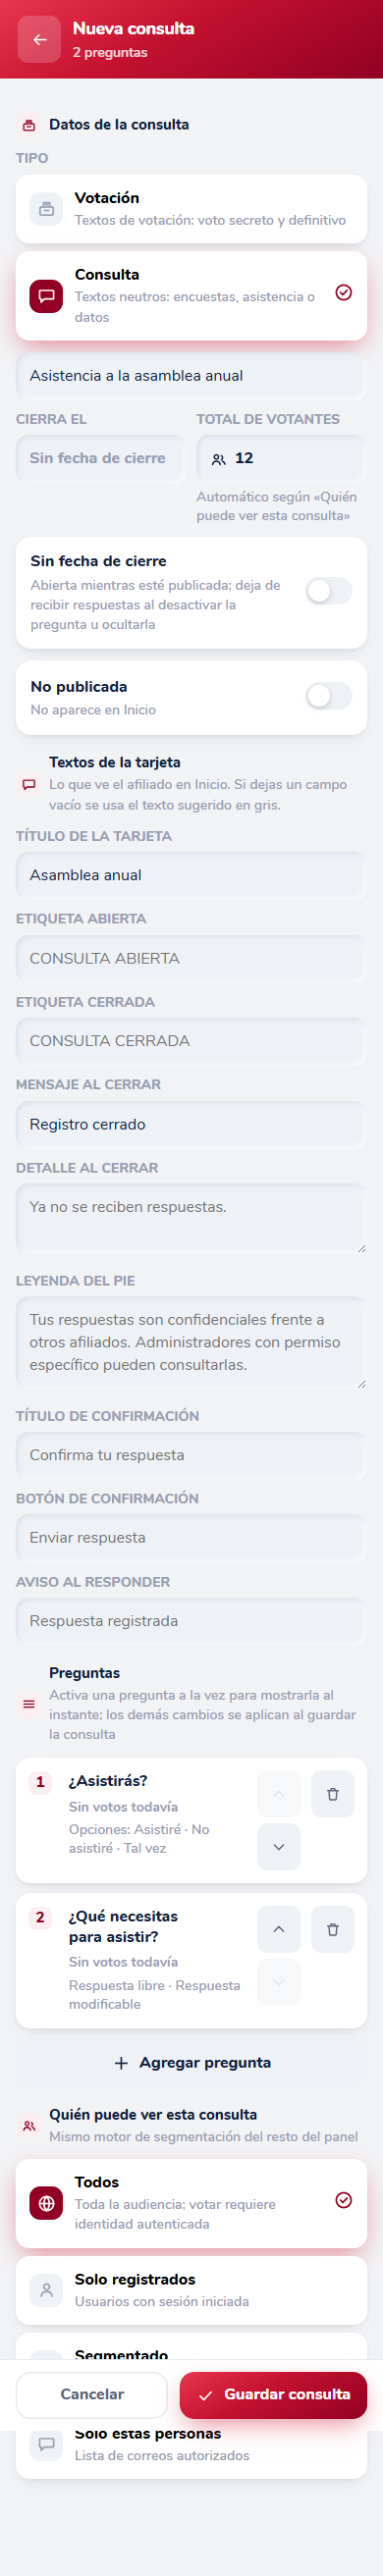 Nueva consulta
2 preguntas
Datos de la consulta
TIPO
Votación
Textos de votación: voto secreto y definitivo
Consulta
Textos neutros: encuestas, asistencia o
datos
Asistencia a la asamblea anual
CIERRA EL
TOTAL DE VOTANTES
Sin fecha de cierre
12
Automático según «Quién
puede ver esta consulta»
Sin fecha de cierre
Abierta mientras esté publicada; deja de
recibir respuestas al desactivar la
pregunta u ocultarla
No publicada
No aparece en Inicio
Textos de la tarjeta
Lo que ve el afiliado en Inicio. Si dejas un campo
vacío se usa el texto sugerido en gris.
TÍTULO DE LA TARJETA
Asamblea anual
ETIQUETA ABIERTA
CONSULTA ABIERTA
ETIQUETA CERRADA
CONSULTA CERRADA
MENSAJE AL CERRAR
Registro cerrado
DETALLE AL CERRAR
Ya no se reciben respuestas.
LEYENDA DEL PIE
Tus respuestas son confidenciales frente a
otros afiliados. Administradores con permiso
específico pueden consultarlas.
TÍTULO DE CONFIRMACIÓN
Confirma tu respuesta
BOTÓN DE CONFIRMACIÓN
Enviar respuesta
AVISO AL RESPONDER
Respuesta registrada
Preguntas
Activa una pregunta a la vez para mostrarla al
instante; los demás cambios se aplican al guardar
la consulta
1
¿Asistirás?
Sin votos todavía
Opciones: Asistiré · No
asistiré · Tal vez
2
¿Qué necesitas
para asistir?
Sin votos todavía
Respuesta libre · Respuesta
modificable
Agregar pregunta
Quién puede ver esta consulta
Mismo motor de segmentación del resto del panel
Todos
Toda la audiencia; votar requiere
identidad autenticada
Solo registrados
Usuarios con sesión iniciada
Segmentado
Cancelar
Guardar consulta
Solo estas personas
Lista de correos autorizados